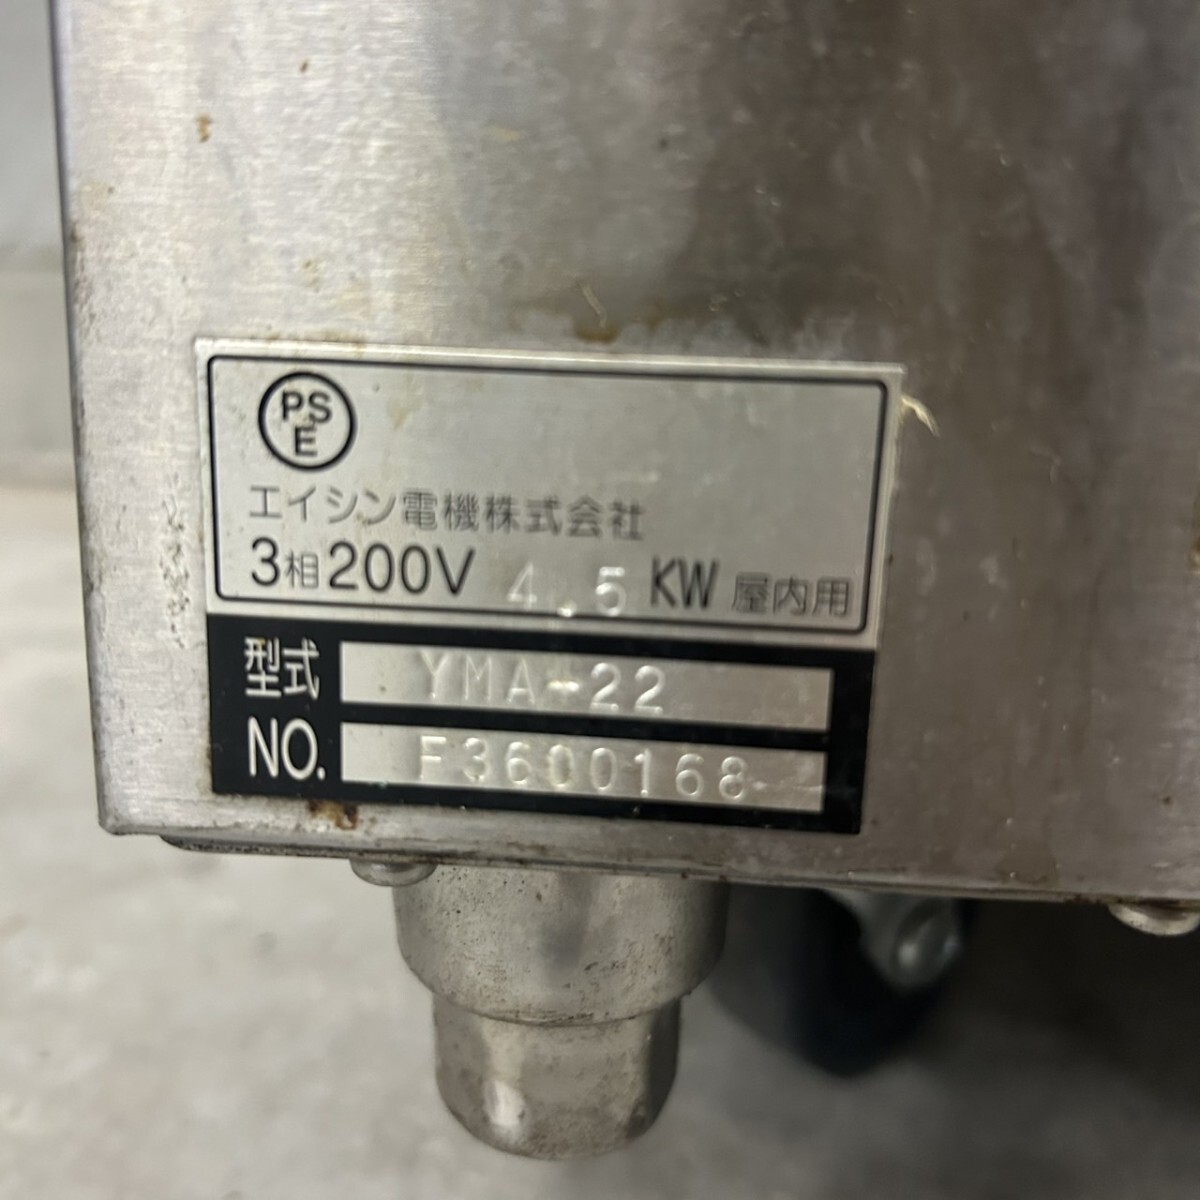 PS
E
エイシン電機株式会社
3相200V 4.5 KW 屋内用
型式 YMA-22
NO. F3600168